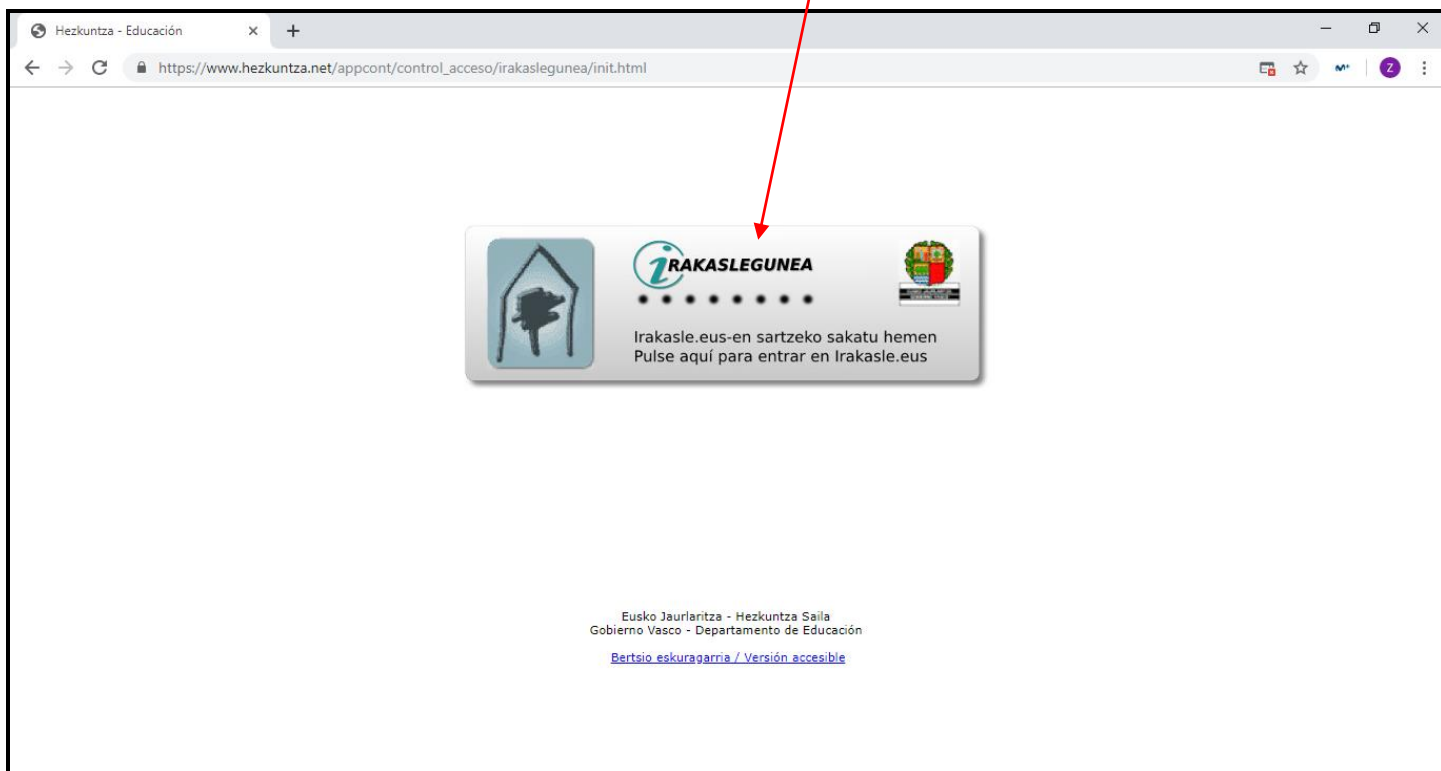 Hezkuntza - Educación
https://www.hezkuntza.net/appcont/control_acceso/irakaslegunea/init.html
Z
iRAKASLEGUNEA
Irakasle.eus-en sartzeko sakatu hemen
Pulse aquí para entrar en Irakasle.eus
Eusko Jaurlaritza - Hezkuntza Saila
Gobierno Vasco - Departamento de Educación
Bertsio eskuragarria / Versión accesible